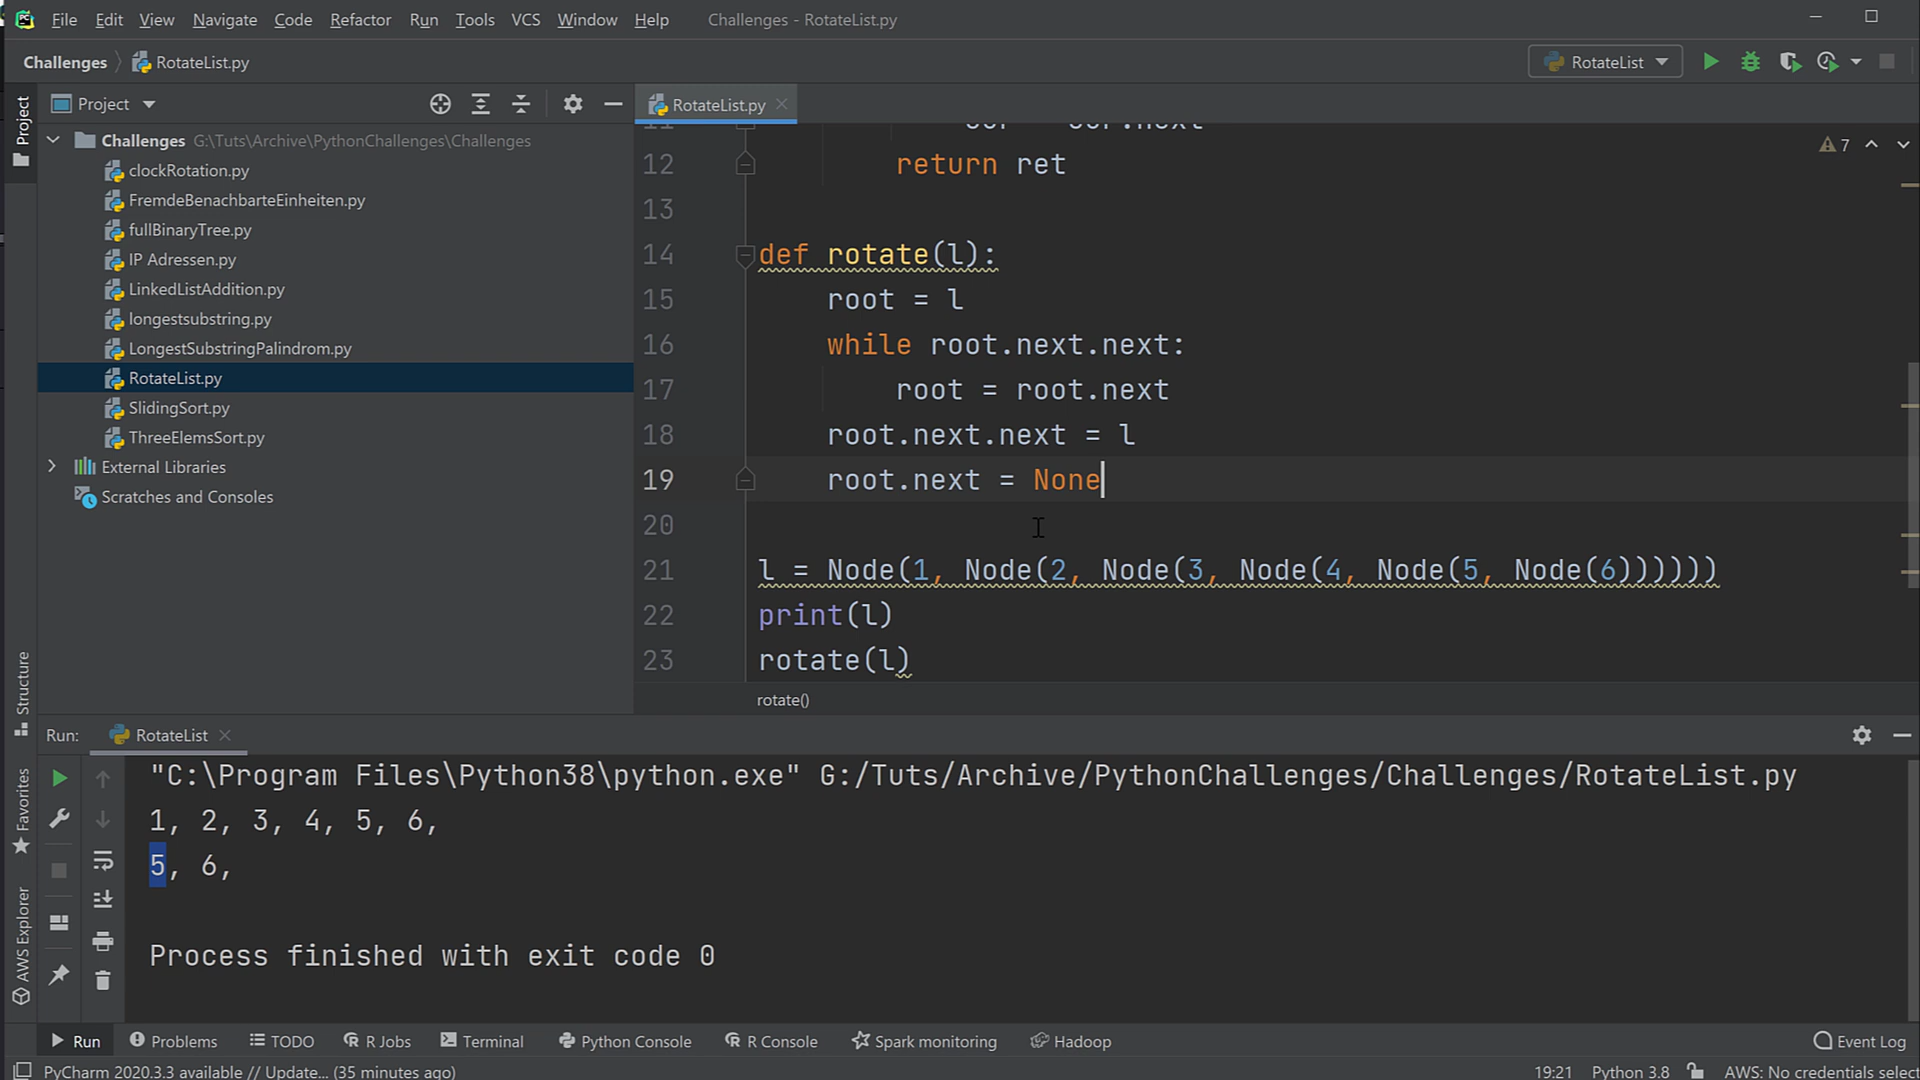 File Edit View Navigate Code Refactor Run Tools VCS Window Help Challenges - RotateList.py
Challenges RotateList.py RotateList
Project
Project RotateList.py
Challenges G:\Tuts\Archive\PythonChallenges\Challenges
clockRotation.py
FremdeBenachbarteEinheiten.py
fullBinaryTree.py
IP Adressen.py
LinkedListAddition.py
longestsubstring.py
LongestSubstringPalindrom.py
RotateList.py
SlidingSort.py
ThreeElemsSort.py
External Libraries
Scratches and Consoles
7
12 return ret
13
14 def rotate(l):
15 root = l
16 while root.next.next:
17 root = root.next
18 root.next.next = l
19 root.next = None
20
21 l = Node(1, Node(2, Node(3, Node(4, Node(5, Node(6))))))
22 print(l)
23 rotate(l)
rotate()
Structure
Favorites
AWS Explorer
Run: RotateList
"C:\Program Files\Python38\python.exe" G:/Tuts/Archive/PythonChallenges/Challenges/RotateList.py
1, 2, 3, 4, 5, 6,
5, 6,
Process finished with exit code 0
Run Problems TODO R Jobs Terminal Python Console R Console Spark monitoring Hadoop Event Log
PyCharm 2020.3.3 available // Update... (35 minutes ago) 19:21 Python 3.8 AWS: No credentials select